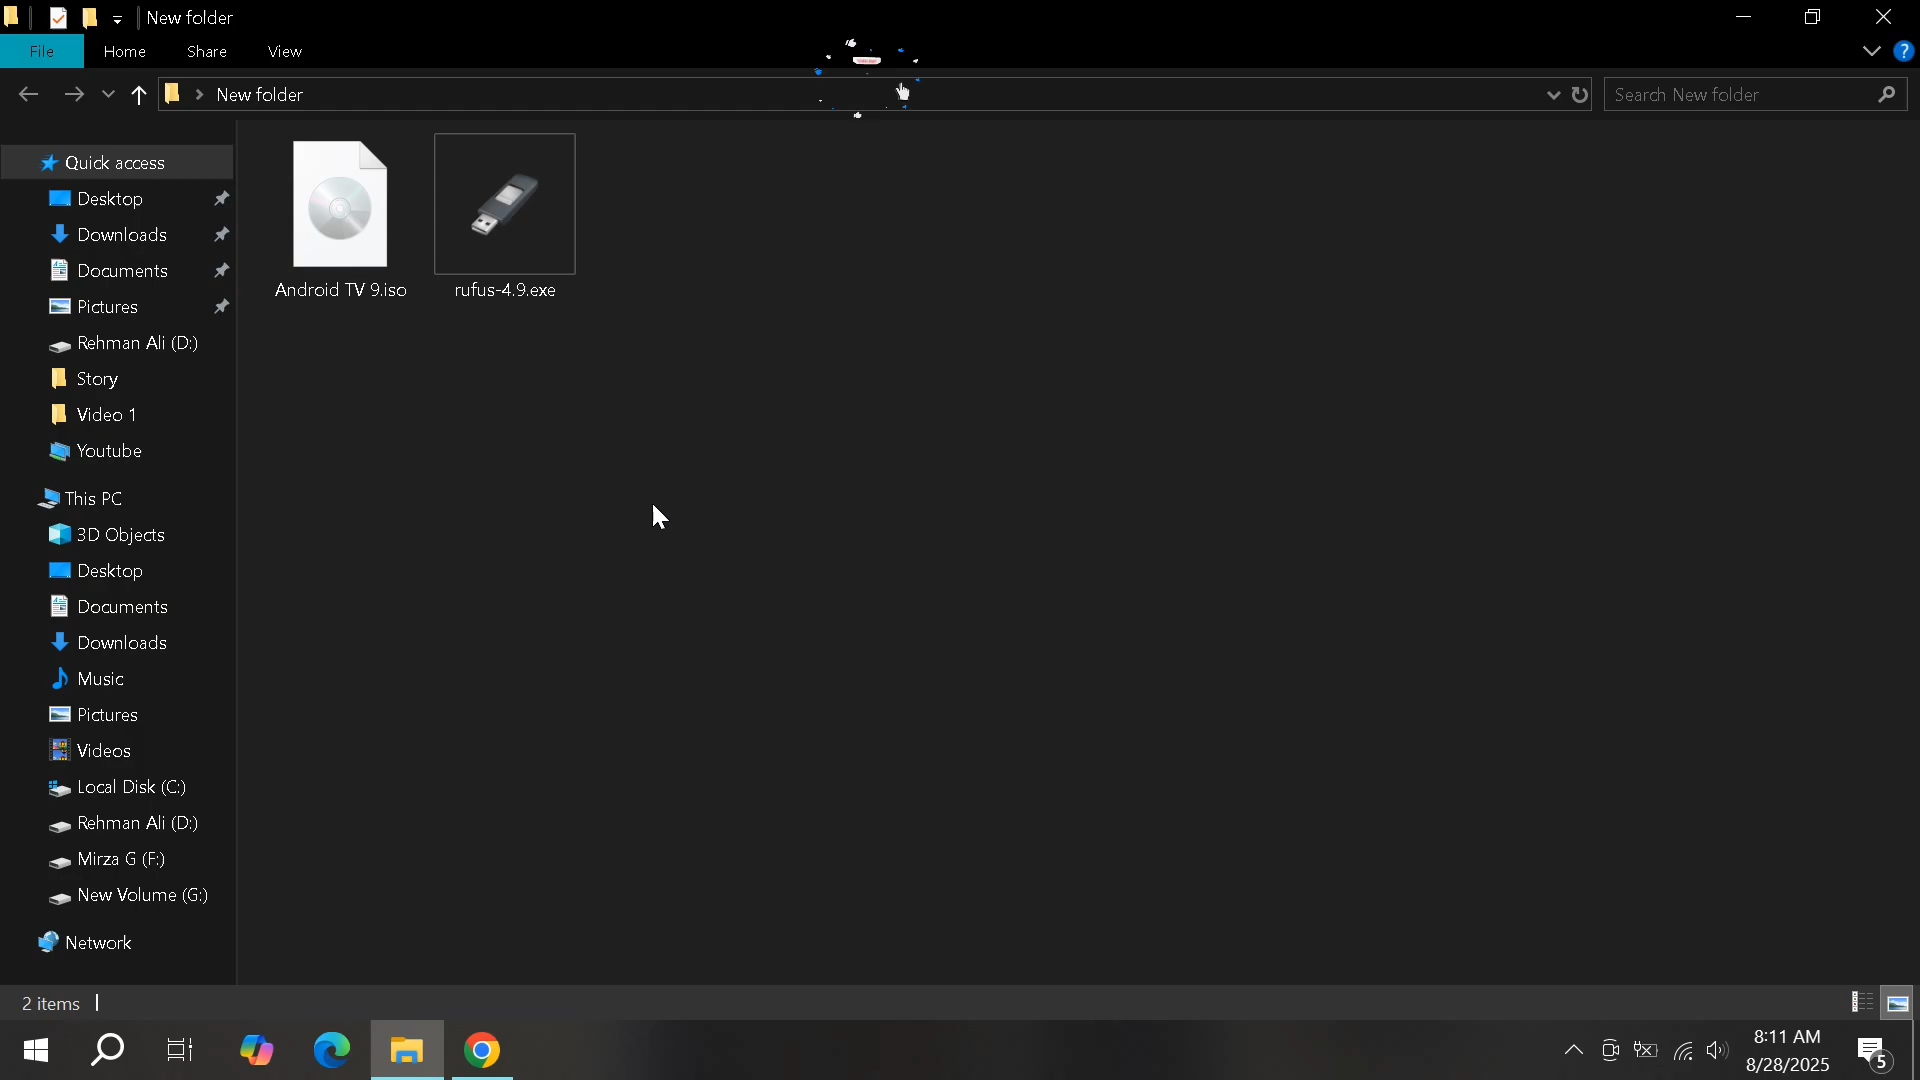 New folder
File Home Share View
?
New folder
Search New folder
Quick access
Desktop
Downloads
Documents
Pictures
Rehman Ali (D:)
Story
Video 1
Youtube
This PC
3D Objects
Desktop
Documents
Downloads
Music
Pictures
Videos
Local Disk (C:)
Rehman Ali (D:)
Mirza G (F:)
New Volume (G:)
Network
Android TV 9.iso
rufus-4.9.exe
2 items
8:11 AM
8/28/2025
5